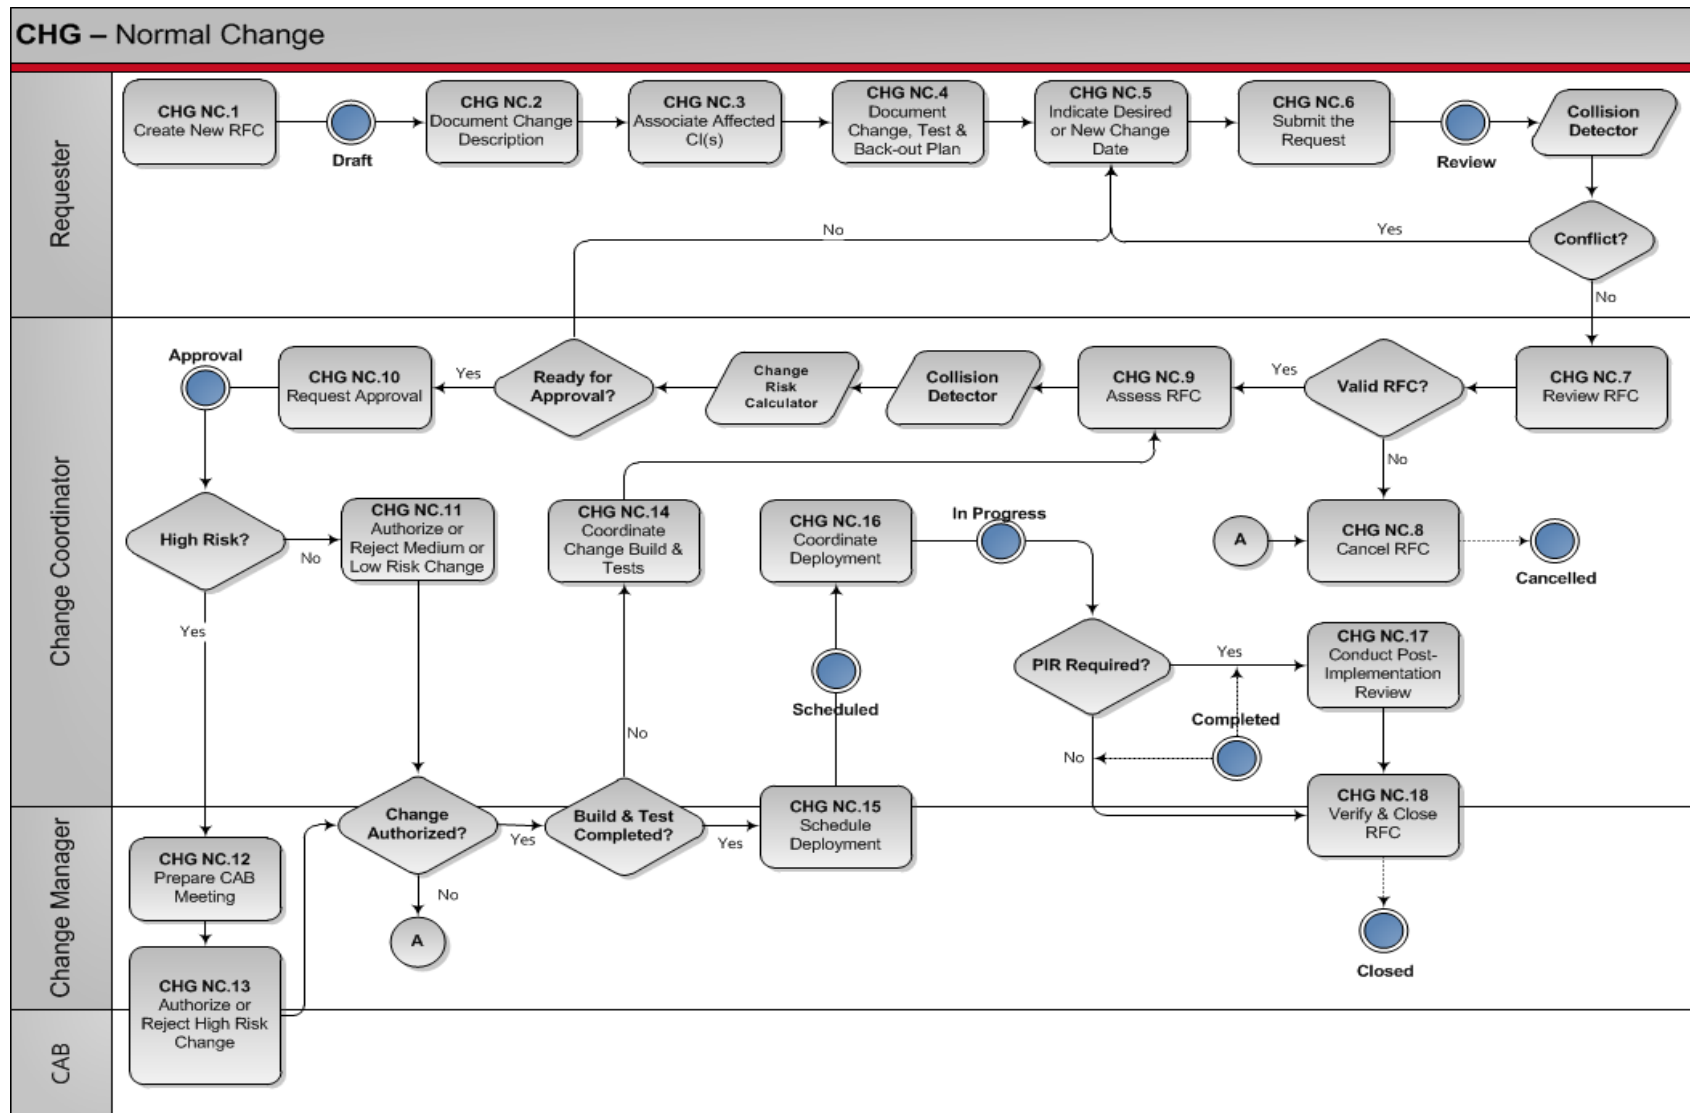 CHG – Normal Change
Requester
CHG NC.1
Create New RFC
Draft
CHG NC.2
Document Change
Description
CHG NC.3
Associate Affected
CI(s)
CHG NC.4
Document
Change, Test &
Back-out Plan
CHG NC.5
Indicate Desired
or New Change
Date
CHG NC.6
Submit the
Request
Review
Collision
Detector
Conflict?
Yes
No
No
Change Coordinator
Approval
CHG NC.10
Request Approval
Yes
Ready for
Approval?
Change
Risk
Calculator
Collision
Detector
CHG NC.9
Assess RFC
Yes
Valid RFC?
CHG NC.7
Review RFC
No
High Risk?
No
Yes
CHG NC.11
Authorize or
Reject Medium or
Low Risk Change
CHG NC.14
Coordinate
Change Build &
Tests
No
CHG NC.16
Coordinate
Deployment
In Progress
A
CHG NC.8
Cancel RFC
Cancelled
Scheduled
PIR Required?
Yes
No
Completed
CHG NC.17
Conduct Post-
Implementation
Review
Change Manager
CHG NC.12
Prepare CAB
Meeting
Change
Authorized?
Yes
No
A
Build & Test
Completed?
Yes
CHG NC.15
Schedule
Deployment
CHG NC.18
Verify & Close
RFC
Closed
CAB
CHG NC.13
Authorize or
Reject High Risk
Change